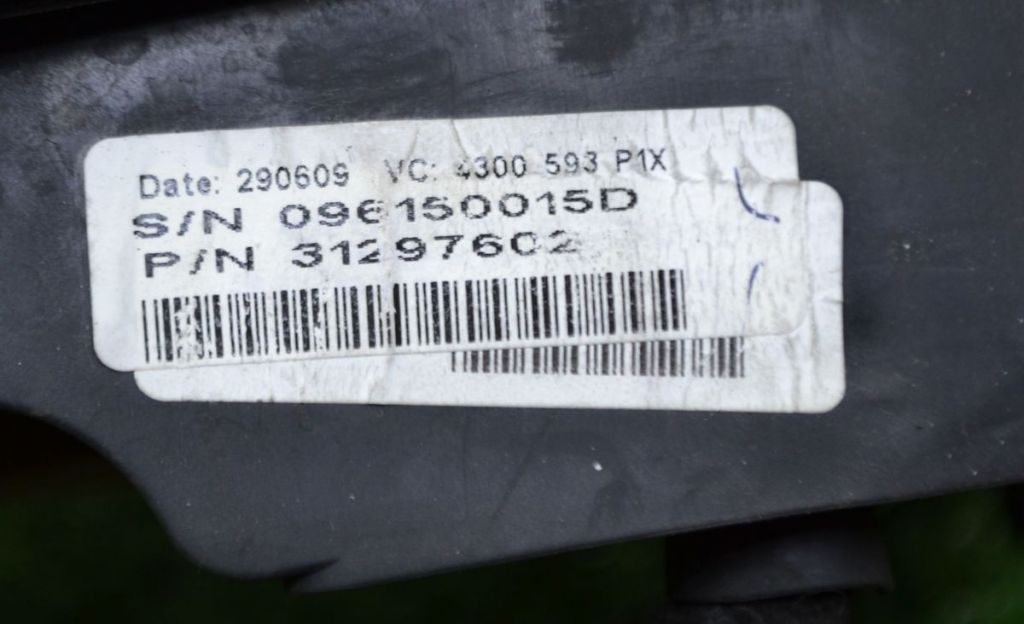 Date: 290609 VC: 4300 593 P1X
S/N 096150015D
P/N 31297602